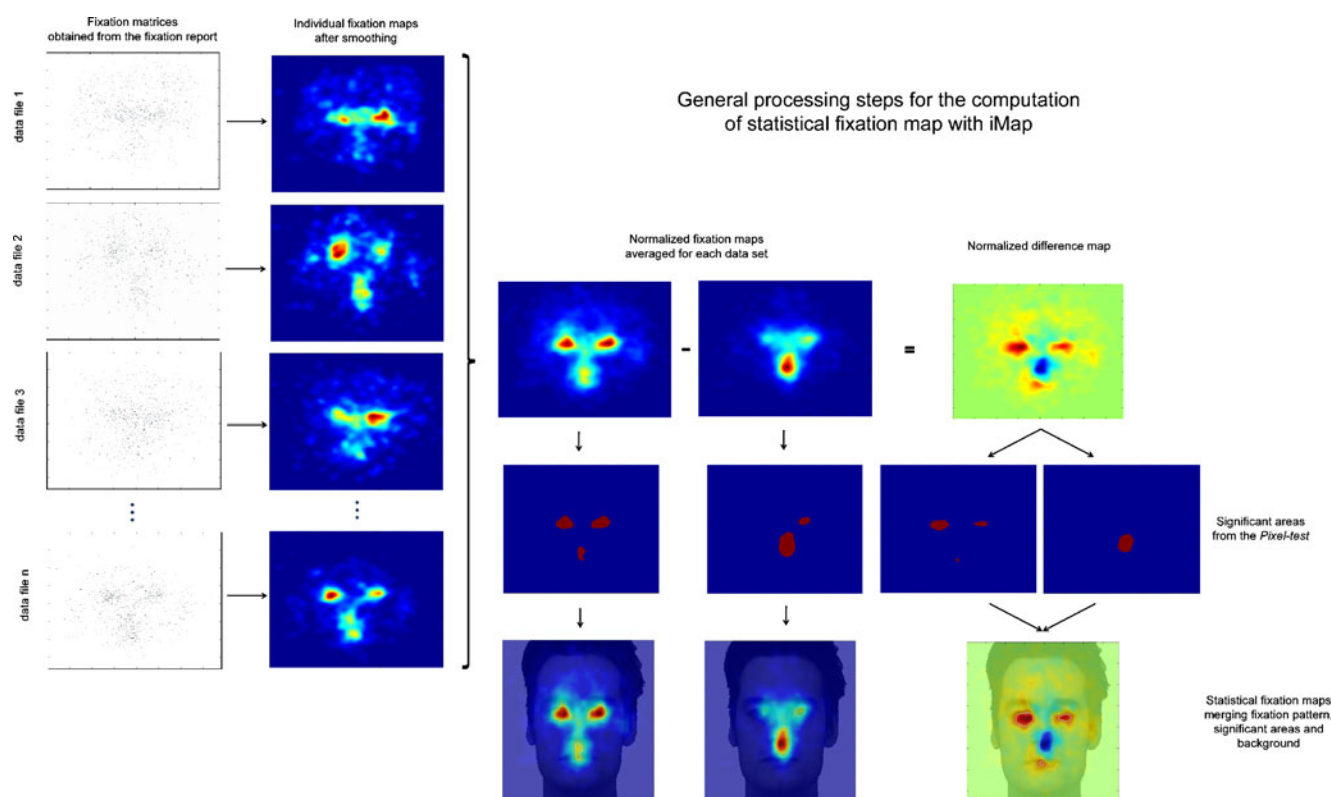 Fixation matrices
obtained from the fixation report
Individual fixation maps
after smoothing
General processing steps for the computation
of statistical fixation map with iMap
data file 1
data file 2
data file 3
data file n
Normalized fixation maps
averaged for each data set
Normalized difference map
-
=
Significant areas
from the Pixel-test
Statistical fixation maps
merging fixation pattern,
significant areas and
background